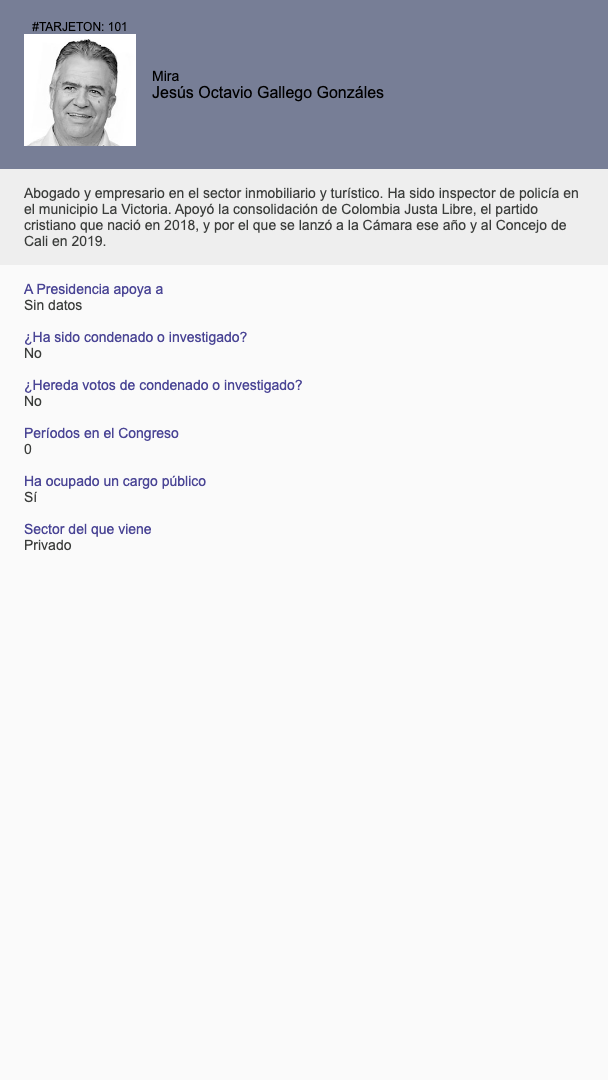 #TARJETON: 101
Mira
Jesús Octavio Gallego Gonzáles
Abogado y empresario en el sector inmobiliario y turístico. Ha sido inspector de policía en
el municipio La Victoria. Apoyó la consolidación de Colombia Justa Libre, el partido
cristiano que nació en 2018, y por el que se lanzó a la Cámara ese año y al Concejo de
Cali en 2019.
A Presidencia apoya a
Sin datos
¿Ha sido condenado o investigado?
No
¿Hereda votos de condenado o investigado?
No
Períodos en el Congreso
0
Ha ocupado un cargo público
Sí
Sector del que viene
Privado